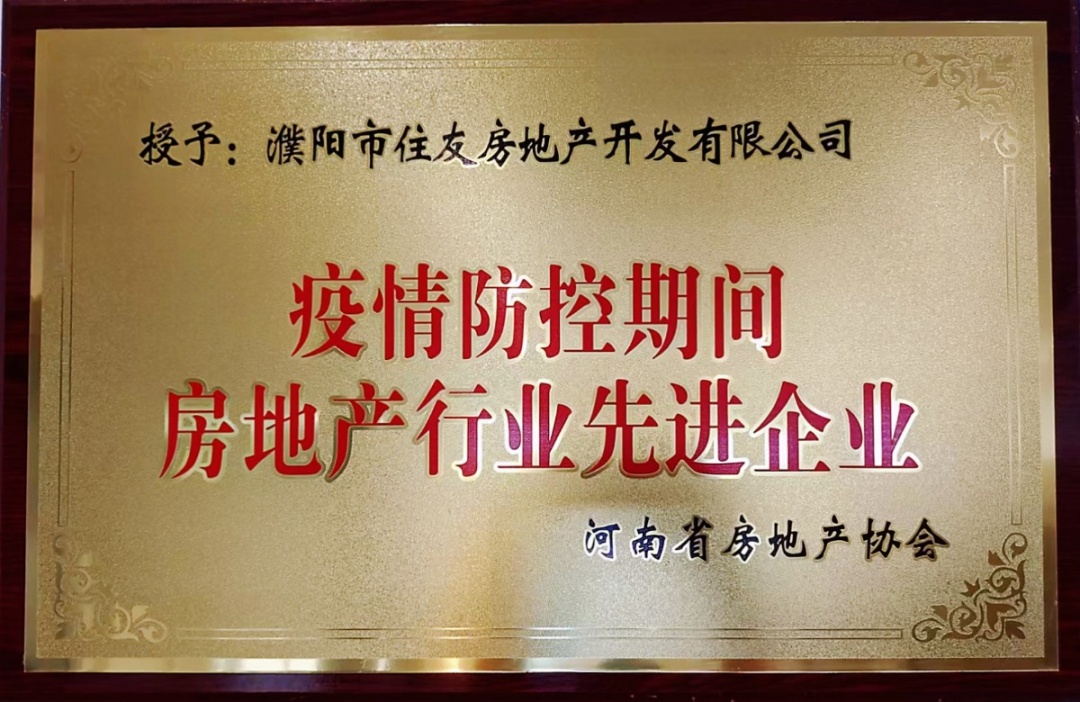 授予：濮阳市住友房地产开发有限公司
疫情防控期间
房地产行业先进企业
河南省房地产协会